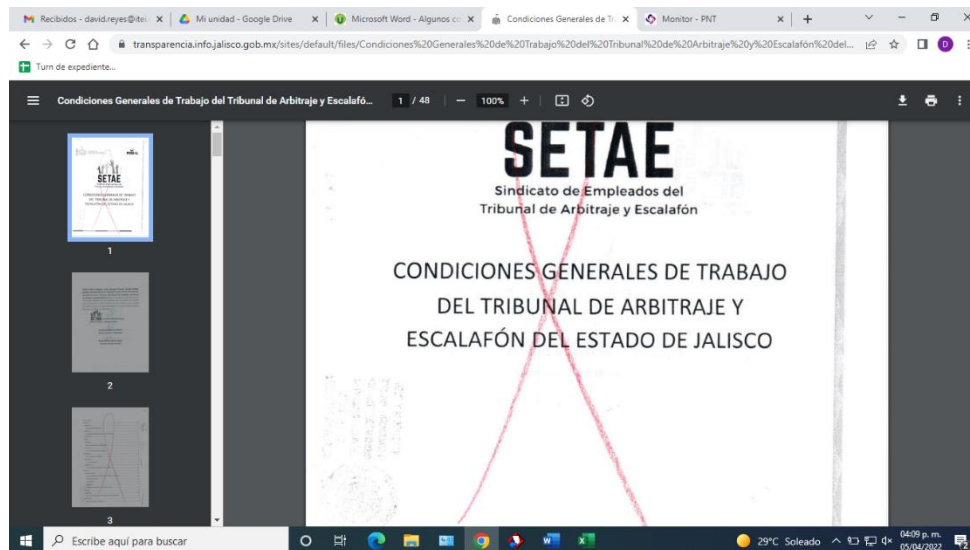 Recibidos - david.reyes@itei.
Mi unidad - Google Drive
Microsoft Word - Algunos cc
Condiciones Generales de Tr
Monitor - PNT
transparencia.info.jalisco.gob.mx/sites/default/files/Condiciones%20Generales%20de%20Trabajo%20del%20Tribunal%20de%20Arbitraje%20y%20Escalafón%20del...
Turn de expediente...
Condiciones Generales de Trabajo del Tribunal de Arbitraje y Escalafó...
1 / 48
100%
SETAE
1
2
3
SETAE
Sindicato de Empleados del
Tribunal de Arbitraje y Escalafón
CONDICIONES GENERALES DE TRABAJO
DEL TRIBUNAL DE ARBITRAJE Y
ESCALAFÓN DEL ESTADO DE JALISCO
Escribe aquí para buscar
29°C Soleado
04:09 p. m.
05/04/2022